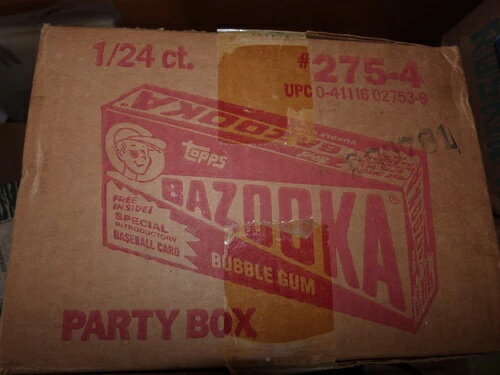 1/24 ct.
#275-4
UPC 0-41116 02753-6
BAZOOKA
topps
BAZOOKA®
FREE
INSIDE!
SPECIAL
INTRODUCTORY
BASEBALL CARD
BUBBLE GUM
PARTY BOX